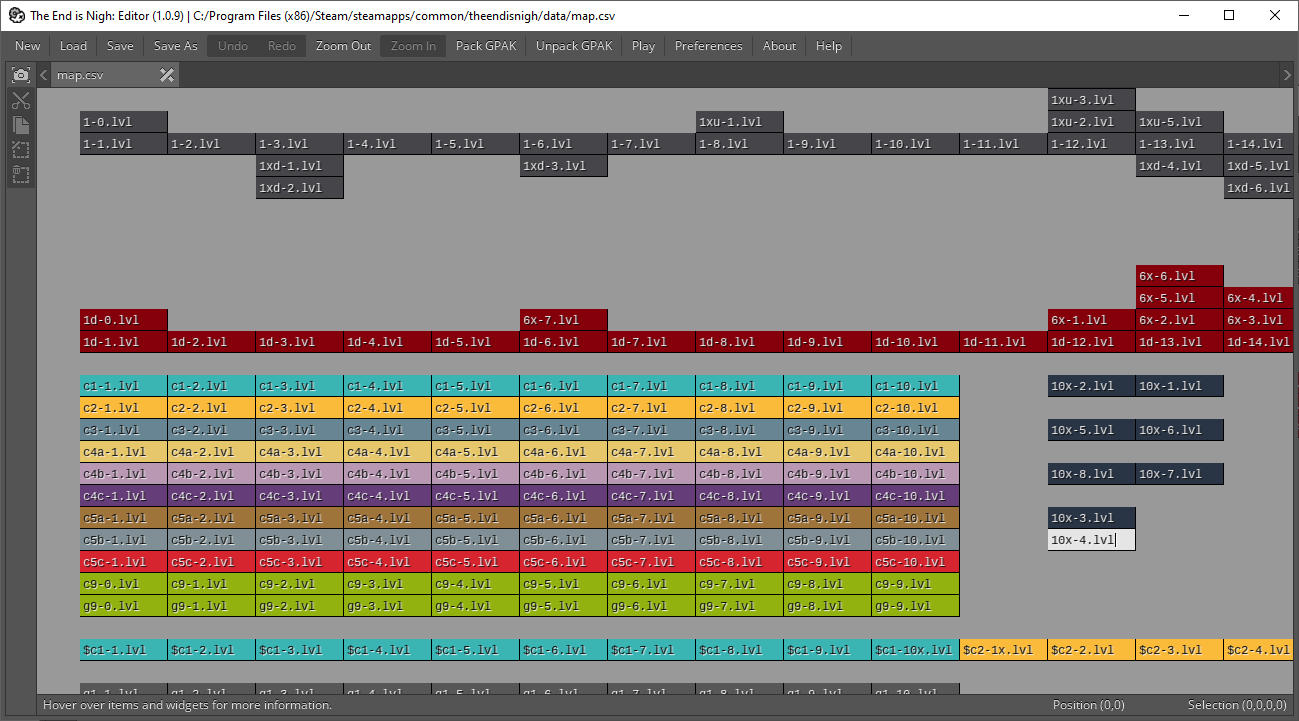 The End is Nigh: Editor (1.0.9) | C:/Program Files (x86)/Steam/steamapps/common/theendisnigh/data/map.csv
New Load Save Save As Undo Redo Zoom Out Zoom In Pack GPAK Unpack GPAK Play Preferences About Help
map.csv
1xu-3.lvl
1-0.lvl 1xu-1.lvl 1xu-2.lvl 1xu-5.lvl
1-1.lvl 1-2.lvl 1-3.lvl 1-4.lvl 1-5.lvl 1-6.lvl 1-7.lvl 1-8.lvl 1-9.lvl 1-10.lvl 1-11.lvl 1-12.lvl 1-13.lvl 1-14.lvl
1xd-1.lvl 1xd-3.lvl 1xd-4.lvl 1xd-5.lvl
1xd-2.lvl 1xd-6.lvl
6x-6.lvl
6x-5.lvl 6x-4.lvl
1d-0.lvl 6x-7.lvl 6x-1.lvl 6x-2.lvl 6x-3.lvl
1d-1.lvl 1d-2.lvl 1d-3.lvl 1d-4.lvl 1d-5.lvl 1d-6.lvl 1d-7.lvl 1d-8.lvl 1d-9.lvl 1d-10.lvl 1d-11.lvl 1d-12.lvl 1d-13.lvl 1d-14.lvl
c1-1.lvl c1-2.lvl c1-3.lvl c1-4.lvl c1-5.lvl c1-6.lvl c1-7.lvl c1-8.lvl c1-9.lvl c1-10.lvl 10x-2.lvl 10x-1.lvl
c2-1.lvl c2-2.lvl c2-3.lvl c2-4.lvl c2-5.lvl c2-6.lvl c2-7.lvl c2-8.lvl c2-9.lvl c2-10.lvl
c3-1.lvl c3-2.lvl c3-3.lvl c3-4.lvl c3-5.lvl c3-6.lvl c3-7.lvl c3-8.lvl c3-9.lvl c3-10.lvl 10x-5.lvl 10x-6.lvl
c4a-1.lvl c4a-2.lvl c4a-3.lvl c4a-4.lvl c4a-5.lvl c4a-6.lvl c4a-7.lvl c4a-8.lvl c4a-9.lvl c4a-10.lvl
c4b-1.lvl c4b-2.lvl c4b-3.lvl c4b-4.lvl c4b-5.lvl c4b-6.lvl c4b-7.lvl c4b-8.lvl c4b-9.lvl c4b-10.lvl 10x-8.lvl 10x-7.lvl
c4c-1.lvl c4c-2.lvl c4c-3.lvl c4c-4.lvl c4c-5.lvl c4c-6.lvl c4c-7.lvl c4c-8.lvl c4c-9.lvl c4c-10.lvl
c5a-1.lvl c5a-2.lvl c5a-3.lvl c5a-4.lvl c5a-5.lvl c5a-6.lvl c5a-7.lvl c5a-8.lvl c5a-9.lvl c5a-10.lvl 10x-3.lvl
c5b-1.lvl c5b-2.lvl c5b-3.lvl c5b-4.lvl c5b-5.lvl c5b-6.lvl c5b-7.lvl c5b-8.lvl c5b-9.lvl c5b-10.lvl 10x-4.lvl
c5c-1.lvl c5c-2.lvl c5c-3.lvl c5c-4.lvl c5c-5.lvl c5c-6.lvl c5c-7.lvl c5c-8.lvl c5c-9.lvl c5c-10.lvl
c9-0.lvl c9-1.lvl c9-2.lvl c9-3.lvl c9-4.lvl c9-5.lvl c9-6.lvl c9-7.lvl c9-8.lvl c9-9.lvl
g9-0.lvl g9-1.lvl g9-2.lvl g9-3.lvl g9-4.lvl g9-5.lvl g9-6.lvl g9-7.lvl g9-8.lvl g9-9.lvl
$c1-1.lvl $c1-2.lvl $c1-3.lvl $c1-4.lvl $c1-5.lvl $c1-6.lvl $c1-7.lvl $c1-8.lvl $c1-9.lvl $c1-10x.lvl $c2-1x.lvl $c2-2.lvl $c2-3.lvl $c2-4.lvl
g1-1.lvl g1-2.lvl g1-3.lvl g1-4.lvl g1-5.lvl g1-6.lvl g1-7.lvl g1-8.lvl g1-9.lvl g1-10.lvl
Hover over items and widgets for more information. Position (0,0) Selection (0,0,0,0)